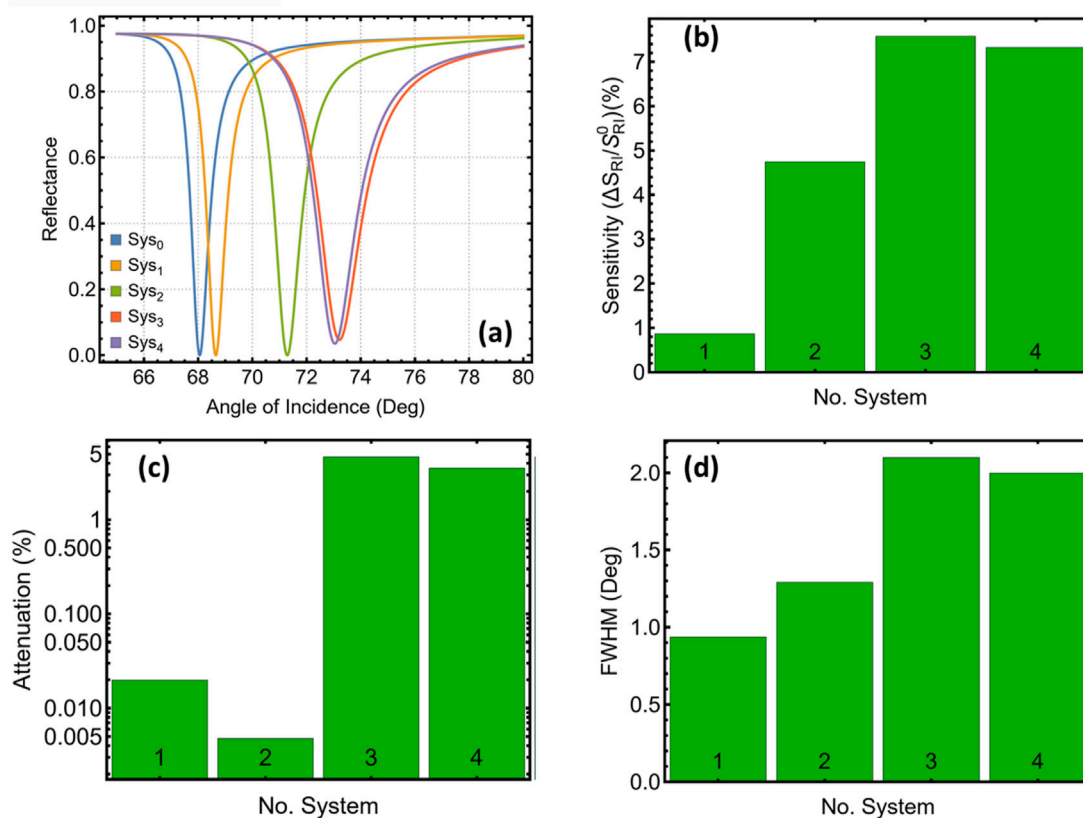 1.0
0.8
0.6
0.4
0.2
0.0
Reflectance
Sys0
Sys1
Sys2
Sys3
Sys4
(a)
66 68 70 72 74 76 78 80
Angle of Incidence (Deg)
(b)
7
6
5
4
3
2
1
0
Sensitivity (ΔS_RI/S⁰_RI)(%)
1 2 3 4
No. System
(c)
5
1
0.500
0.100
0.050
0.010
0.005
Attenuation (%)
1 2 3 4
No. System
(d)
2.0
1.5
1.0
0.5
0.0
FWHM (Deg)
1 2 3 4
No. System